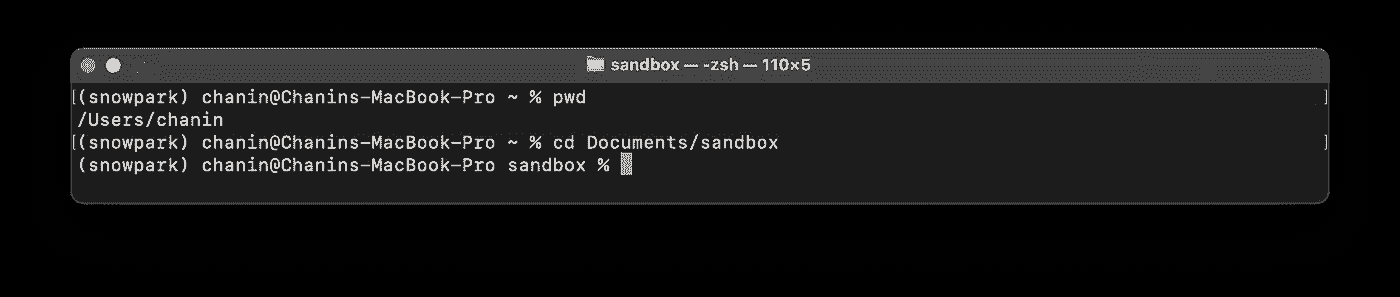 sandbox — -zsh — 110×5
[(snowpark) chanin@Chanins-MacBook-Pro ~ % pwd ]
/Users/chanin
[(snowpark) chanin@Chanins-MacBook-Pro ~ % cd Documents/sandbox ]
(snowpark) chanin@Chanins-MacBook-Pro sandbox %